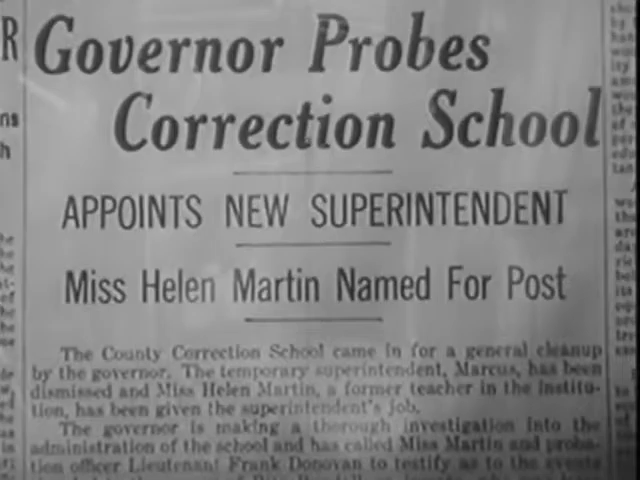 Governor Probes
Correction School
APPOINTS NEW SUPERINTENDENT
Miss Helen Martin Named For Post
The County Correction School came in for a general cleanup
by the governor. The temporary superintendent, Marcus, has been
dismissed and Miss Helen Martin, a former teacher in the institu-
tion, has been given the superintendent's job.
The governor is making a thorough investigation into the
administration of the school and has called Miss Martin and proba-
tion officer Lieutenant Frank Donovan to testify as to the events